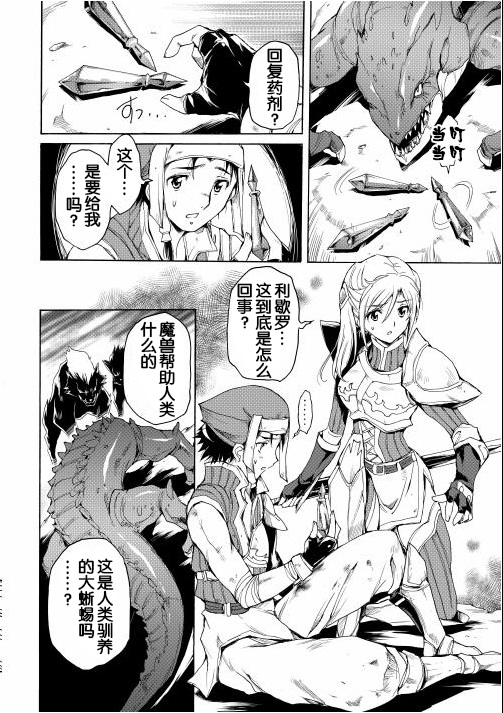 叮当
叮当
回复药剂？
すっ…
这个…
……是要给我
吗？
利歇罗…
这到底是怎么
回事？
魔兽帮助人类
什么的
……
这是人类驯养
的大蜥蜴吗
……？